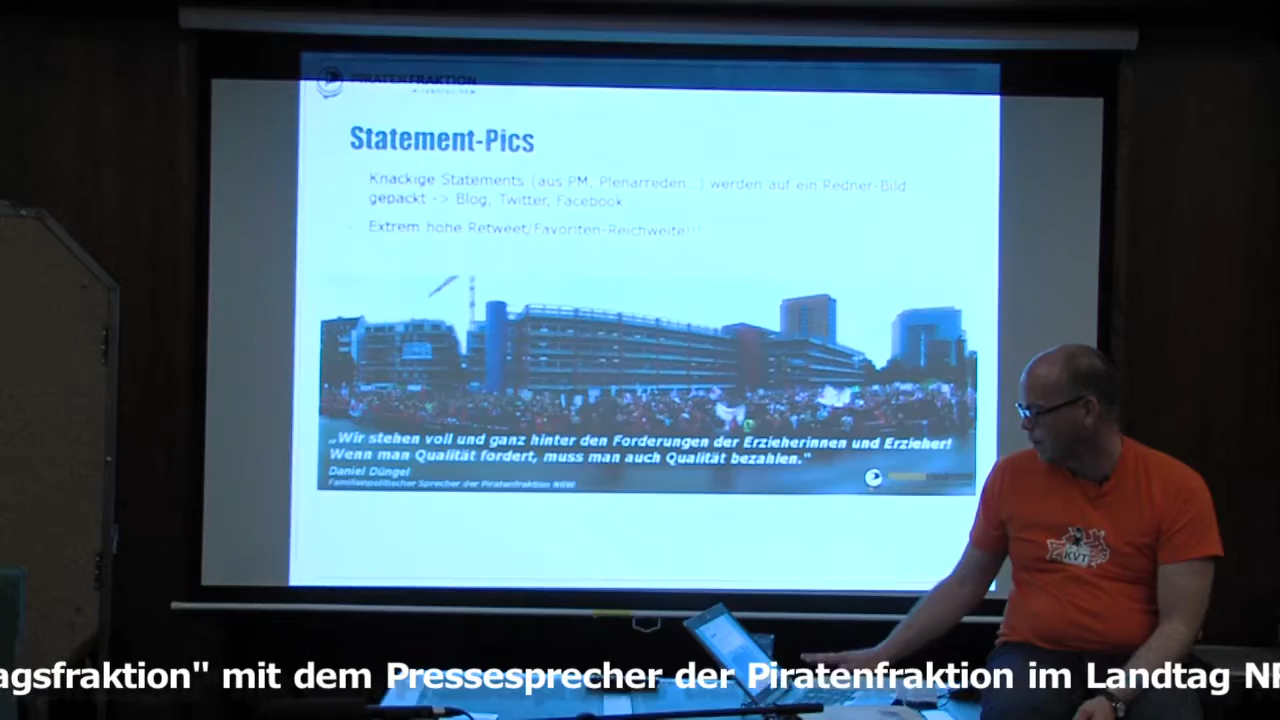 PIRATENFRAKTION
Statement-Pics
Knackige Statements (aus PM, Plenarreden...) werden auf ein Redner-Bild
gepackt -> Blog, Twitter, Facebook
Extrem hohe Retweet/Favoriten-Reichweite!!!
„Wir stehen voll und ganz hinter den Forderungen der Erzieherinnen und Erzieher!
Wenn man Qualität fordert, muss man auch Qualität bezahlen.“
Daniel Düngel
Familienpolitischer Sprecher der Piratenfraktion NRW
KVT
agsfraktion" mit dem Pressesprecher der Piratenfraktion im Landtag NR